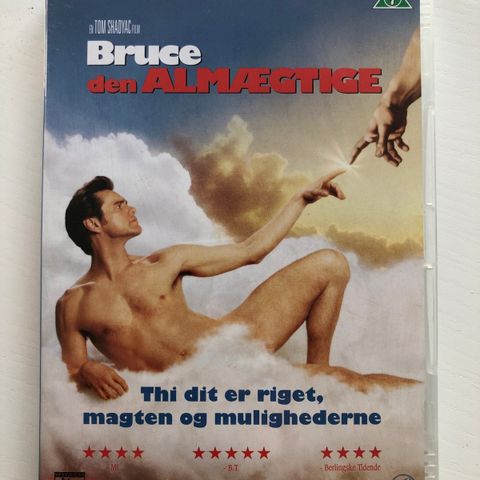 EN TOM SHADYAC FILM
Bruce
den ALMÆGTIGE
Thi dit er riget,
magten og mulighederne
★★★★ ★★★★★ ★★★★
- B.T. - Berlingske Tidende